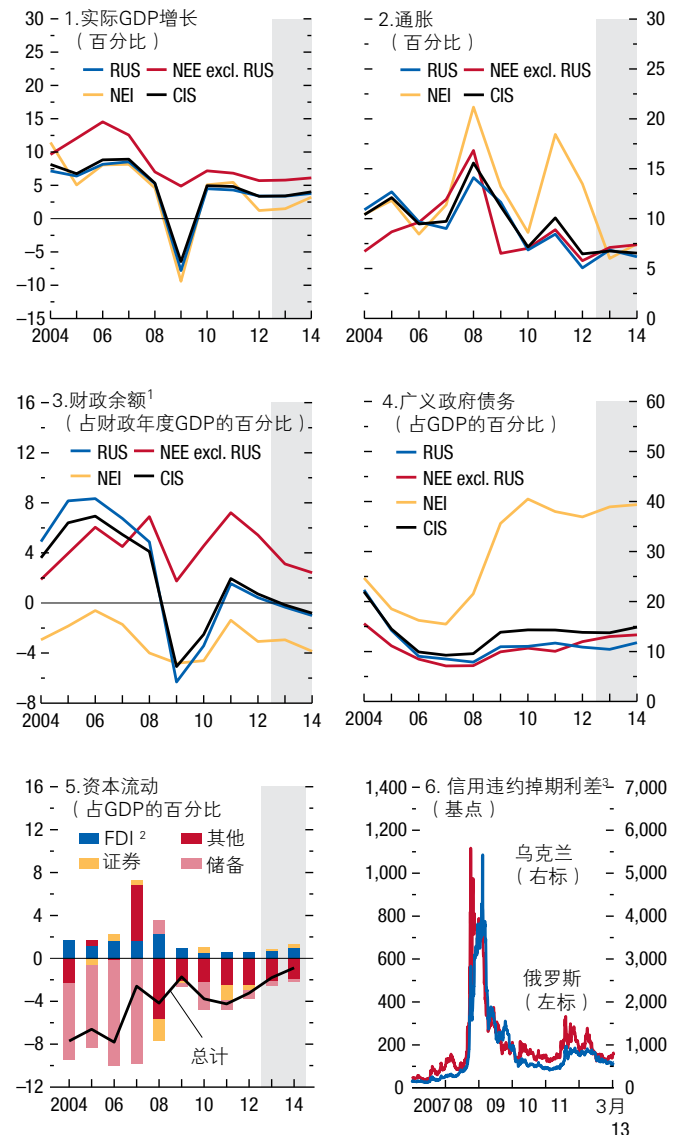 1.实际GDP增长
（百分比）
RUS
NEE excl. RUS
NEI
CIS
30
25
20
15
10
5
0
–5
–10
–15
2004
06
08
10
12
14
2.通胀
（百分比）
RUS
NEE excl. RUS
NEI
CIS
30
25
20
15
10
5
0
2004
06
08
10
12
14
3.财政余额¹
（占财政年度GDP的百分比）
RUS
NEE excl. RUS
NEI
CIS
16
12
8
4
0
–4
–8
2004
06
08
10
12
14
4.广义政府债务
（占GDP的百分比）
RUS
NEE excl. RUS
NEI
CIS
60
50
40
30
20
10
0
2004
06
08
10
12
14
5.资本流动
（占GDP的百分比
FDI ²
其他
证券
储备
16
12
8
4
0
–4
–8
–12
总计
2004
06
08
10
12
14
6. 信用违约掉期利差³
（基点）
1,400
1,200
1,000
800
600
400
200
0
7,000
6,000
5,000
4,000
3,000
2,000
1,000
0
乌克兰
（右标）
俄罗斯
（左标）
2007
08
09
10
11
3月
13